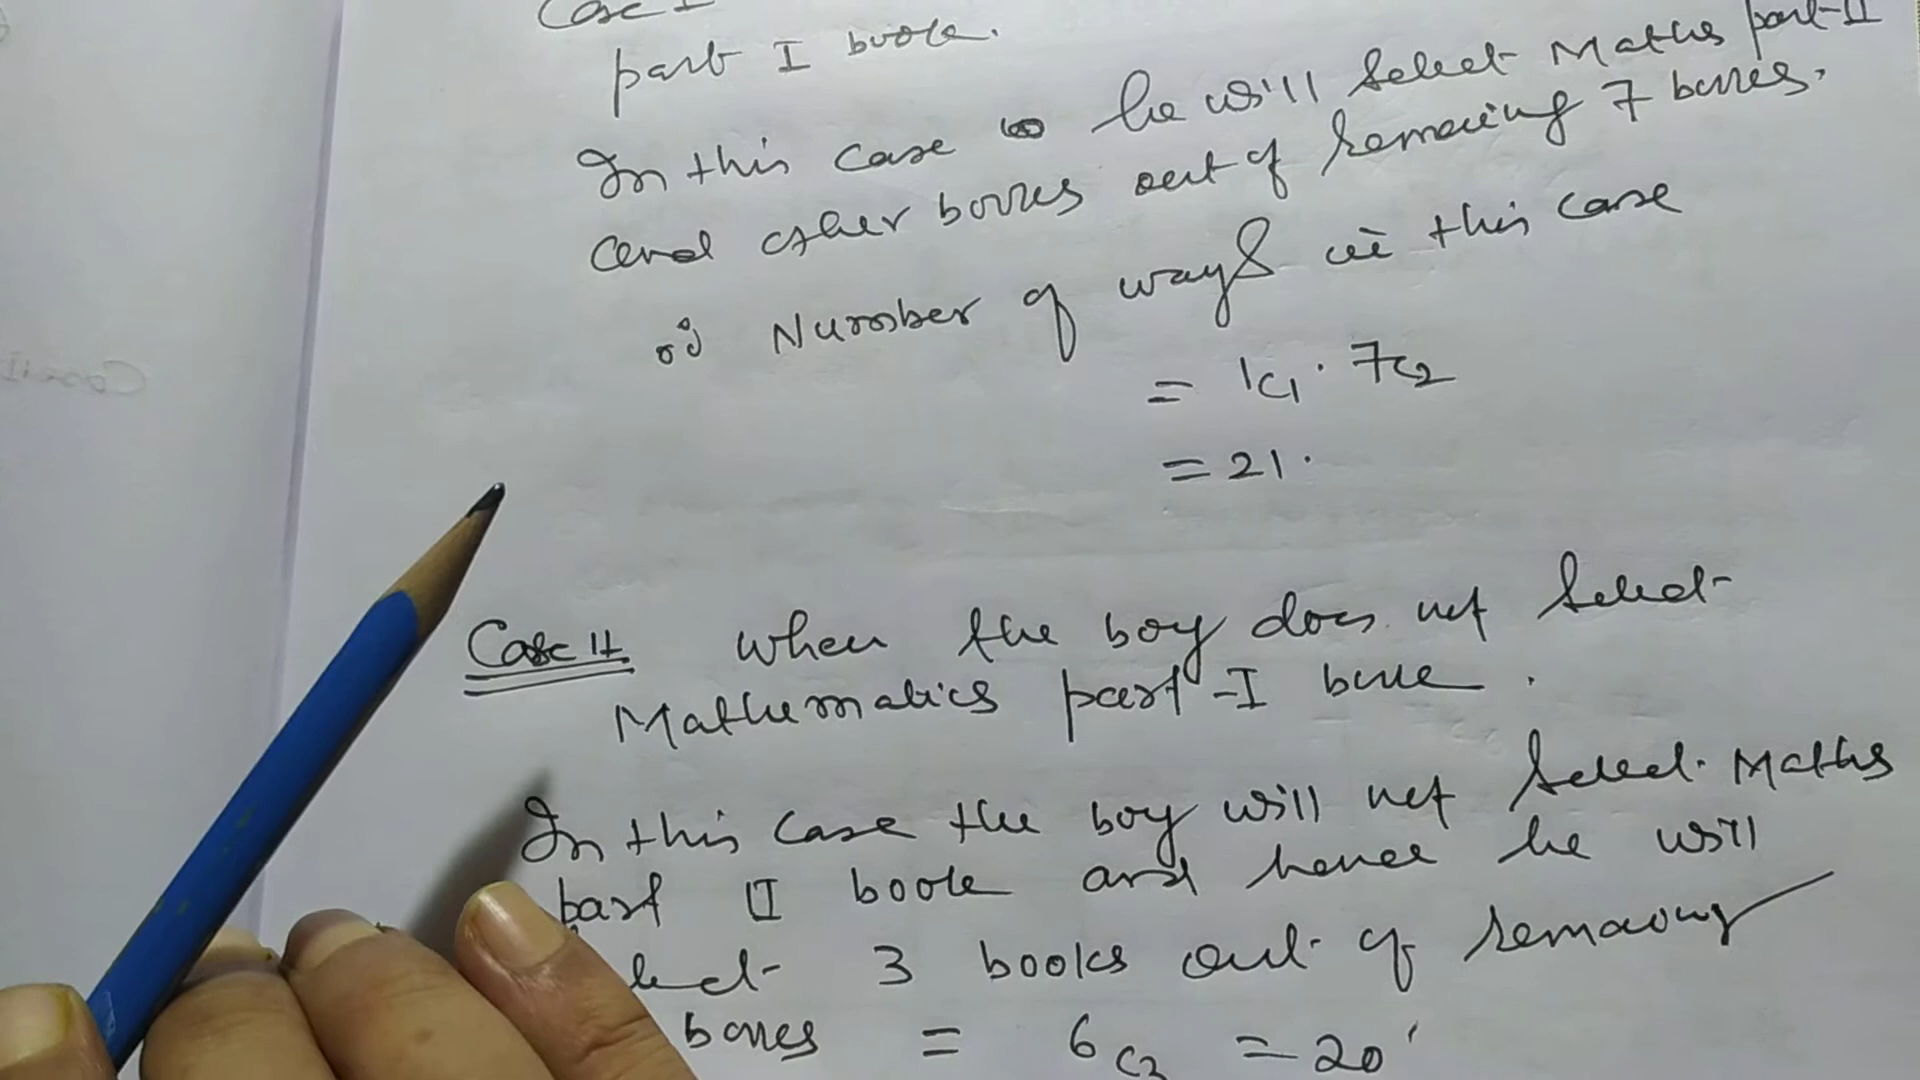 Case I
part I book.
In this case he will select Maths part-II
and other books out of remaining 7 books.
∴ Number of ways in this case
= 1C1 . 7C2
= 21.
Case II When the boy does not select
Mathematics part-I book.
In this case the boy will not select Maths
part II book and hence he will
lect 3 books out of remaining
books = 6C3 = 20